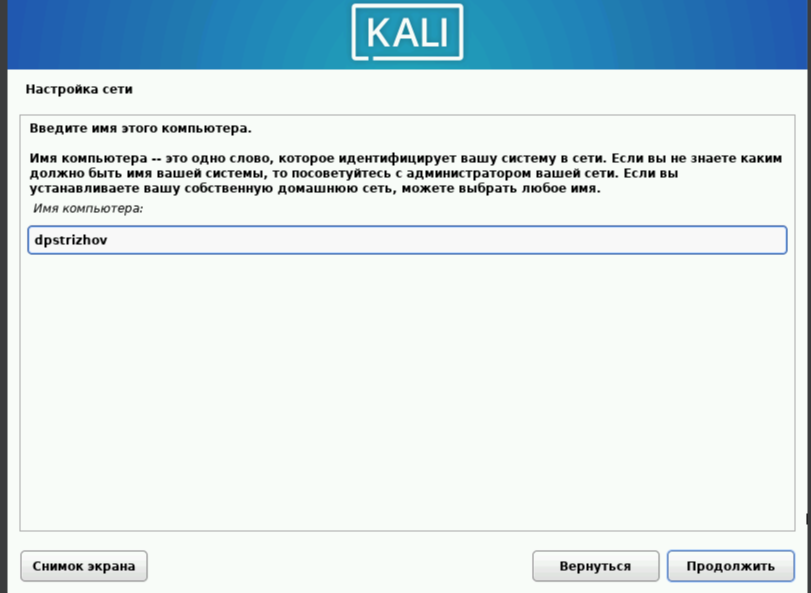 KALI
Настройка сети
Введите имя этого компьютера.
Имя компьютера -- это одно слово, которое идентифицирует вашу систему в сети. Если вы не знаете каким
должно быть имя вашей системы, то посоветуйтесь с администратором вашей сети. Если вы
устанавливаете вашу собственную домашнюю сеть, можете выбрать любое имя.
Имя компьютера:
dpstrizhov
Снимок экрана
Вернуться
Продолжить